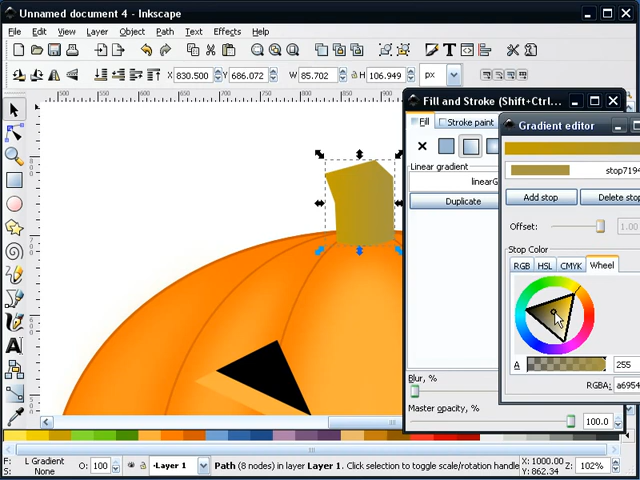 Unnamed document 4 - Inkscape
File Edit View Layer Object Path Text Effects Help
X 830.500 Y 686.072 W 85.702 H 106.949 px
Fill and Stroke (Shift+Ctrl...
Fill Stroke paint
Linear gradient
linearG
Duplicate
Blur, %
Master opacity, %
100.0
Gradient editor
stop7194
Add stop Delete stop
Offset: 1.00
Stop Color
RGB HSL CMYK Wheel
A 255
RGBA: a6954
F: L Gradient
S: None
O: 100
Layer 1
Path (8 nodes) in layer Layer 1. Click selection to toggle scale/rotation handle
X: 1000.00
Y: 862.34
Z: 102%